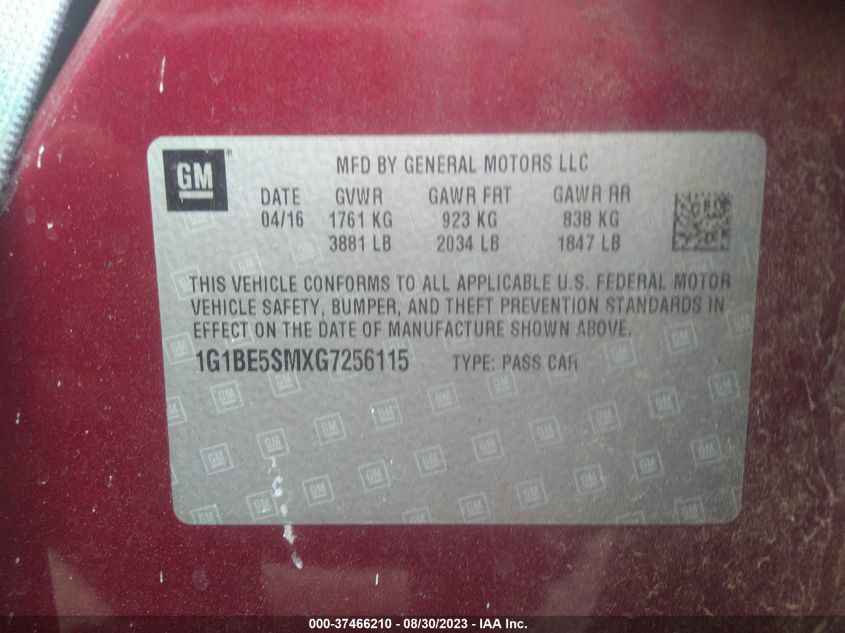 GM
MFD BY GENERAL MOTORS LLC
DATE GVWR GAWR FRT GAWR RR
04/16 1761 KG 923 KG 838 KG
3881 LB 2034 LB 1847 LB
THIS VEHICLE CONFORMS TO ALL APPLICABLE U.S. FEDERAL MOTOR
VEHICLE SAFETY, BUMPER, AND THEFT PREVENTION STANDARDS IN
EFFECT ON THE DATE OF MANUFACTURE SHOWN ABOVE.
1G1BE5SMXG7256115 TYPE: PASS CAR
000-37466210 - 08/30/2023 - IAA Inc.